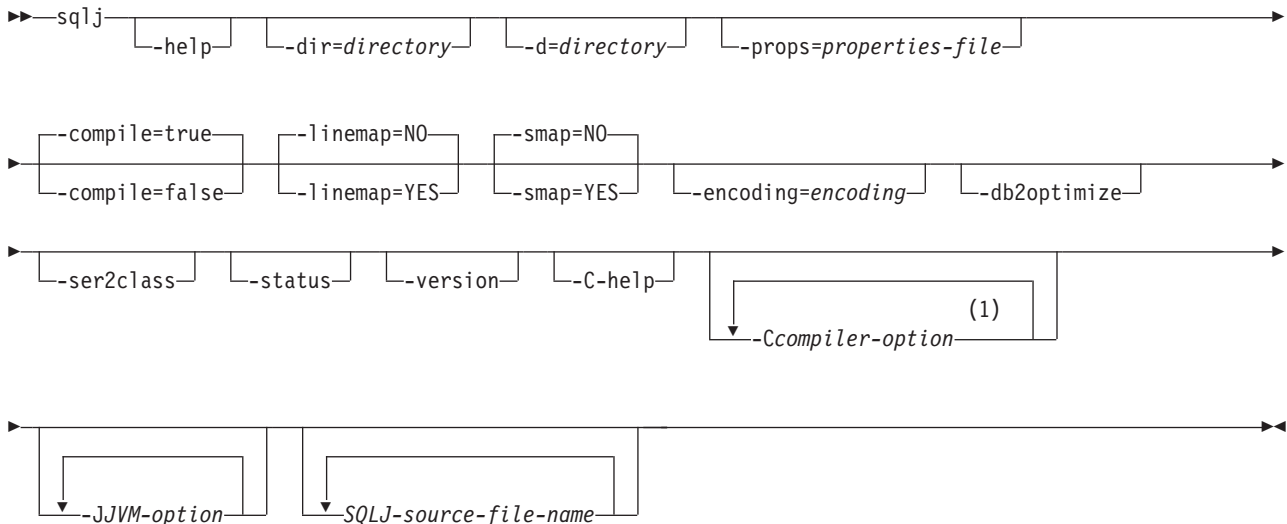 sqlj
-help -dir=directory -d=directory -props=properties-file
-compile=true -linemap=NO -smap=NO
-compile=false -linemap=YES -smap=YES -encoding=encoding -db2optimize
-ser2class -status -version -C-help
(1)
-Ccompiler-option
-JJVM-option SQLJ-source-file-name